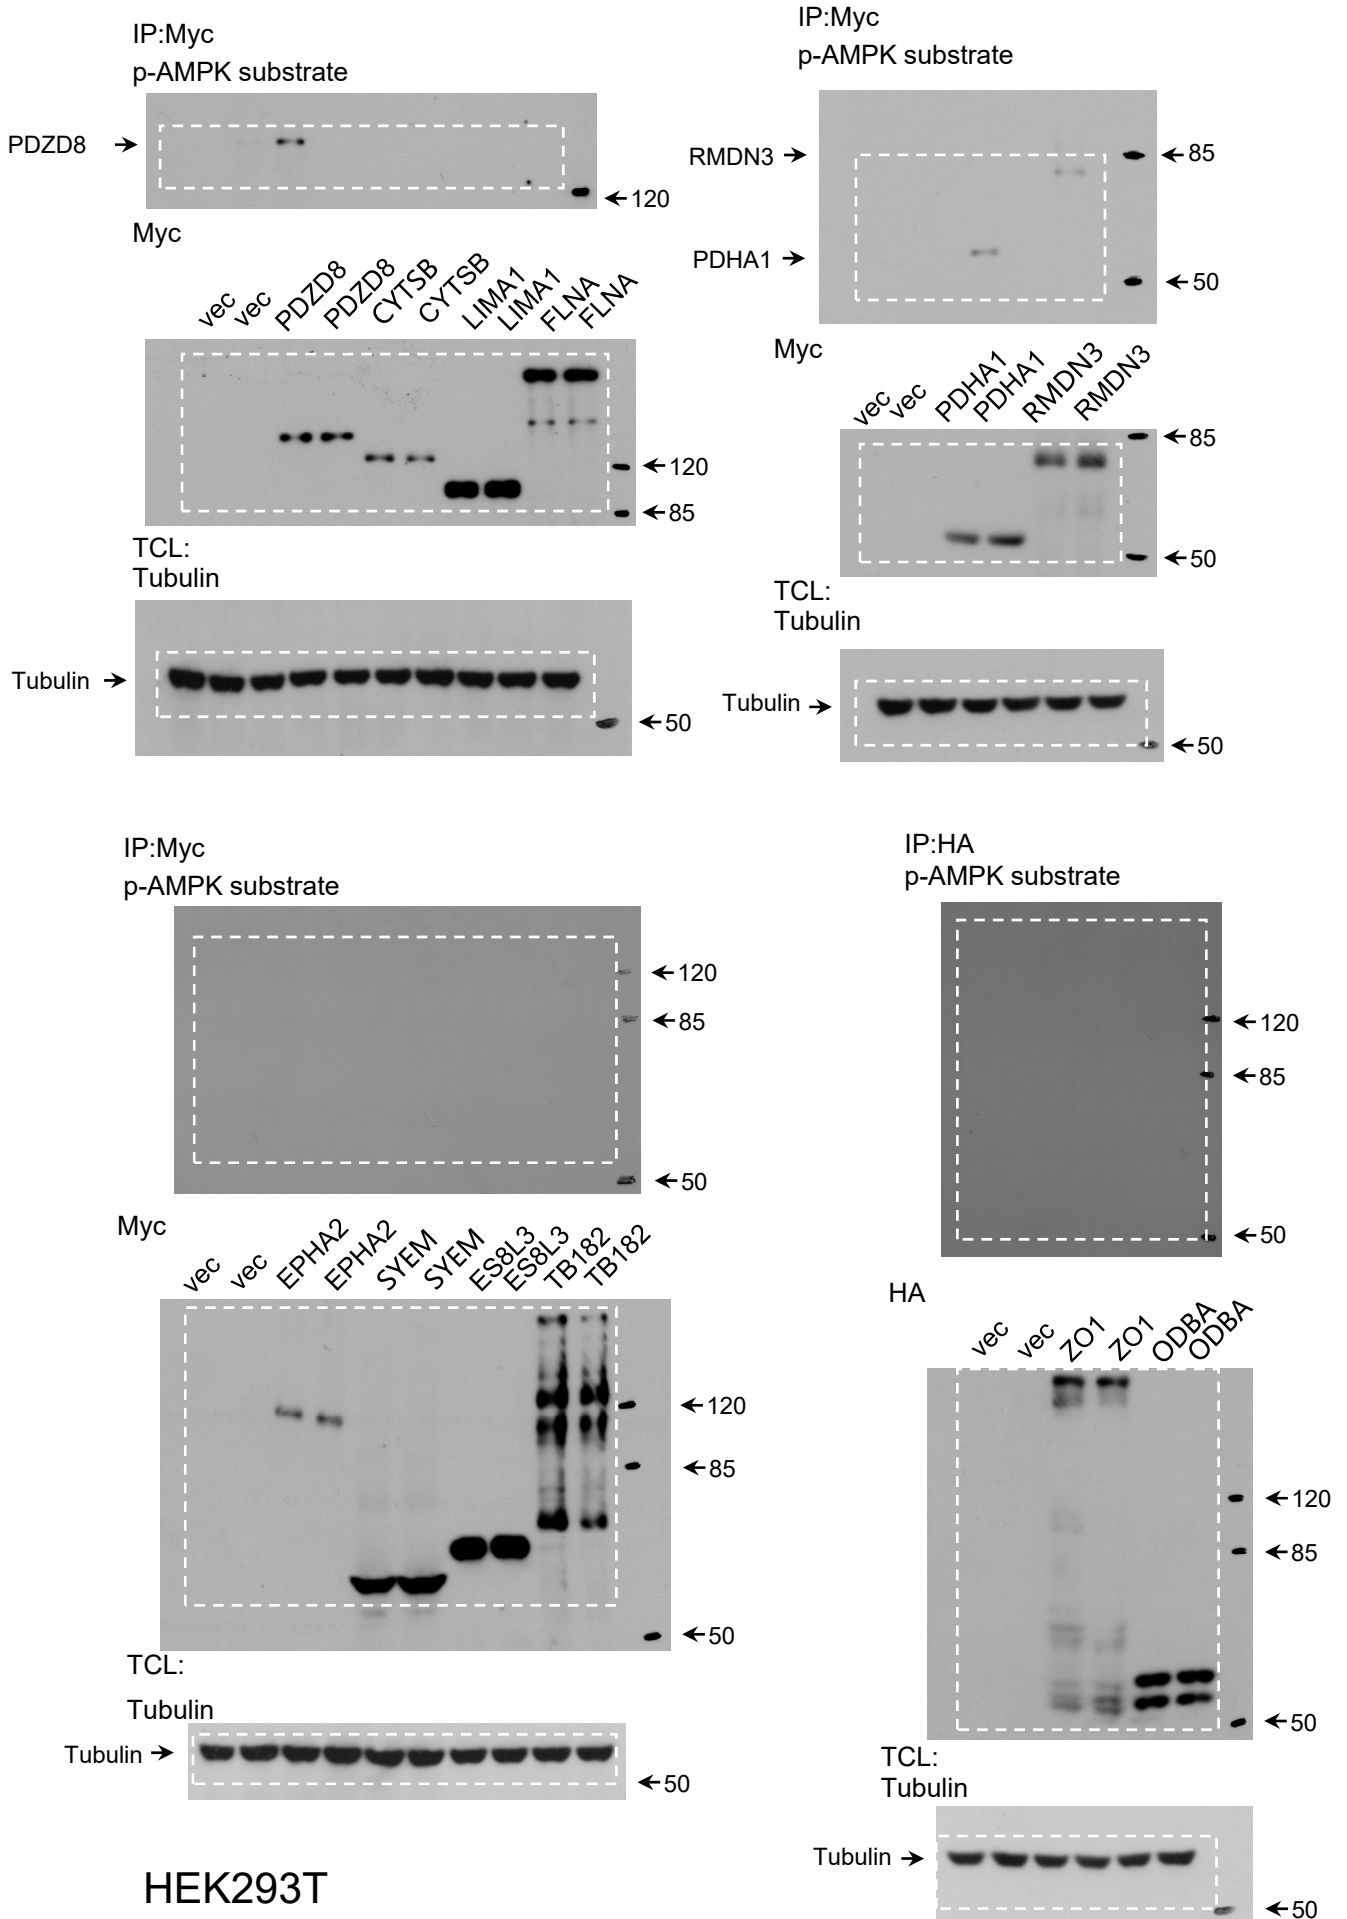 IP:Myc
p-AMPK substrate
PDZD8
120
Myc
vec vec PDZD8 PDZD8 CYTSB CYTSB LIMA1 LIMA1 FLNA FLNA
120
85
TCL:
Tubulin
Tubulin
50
IP:Myc
p-AMPK substrate
RMDN3
85
PDHA1
50
Myc
vec vec PDHA1 PDHA1 RMDN3 RMDN3
85
50
TCL:
Tubulin
Tubulin
50
IP:Myc
p-AMPK substrate
120
85
50
Myc
vec vec EPHA2 EPHA2 SYEM SYEM ES8L3 ES8L3 TB182 TB182
120
85
50
TCL:
Tubulin
Tubulin
50
IP:HA
p-AMPK substrate
120
85
50
HA
vec vec ZO1 ZO1 ODBA ODBA
120
85
50
TCL:
Tubulin
Tubulin
50
HEK293T